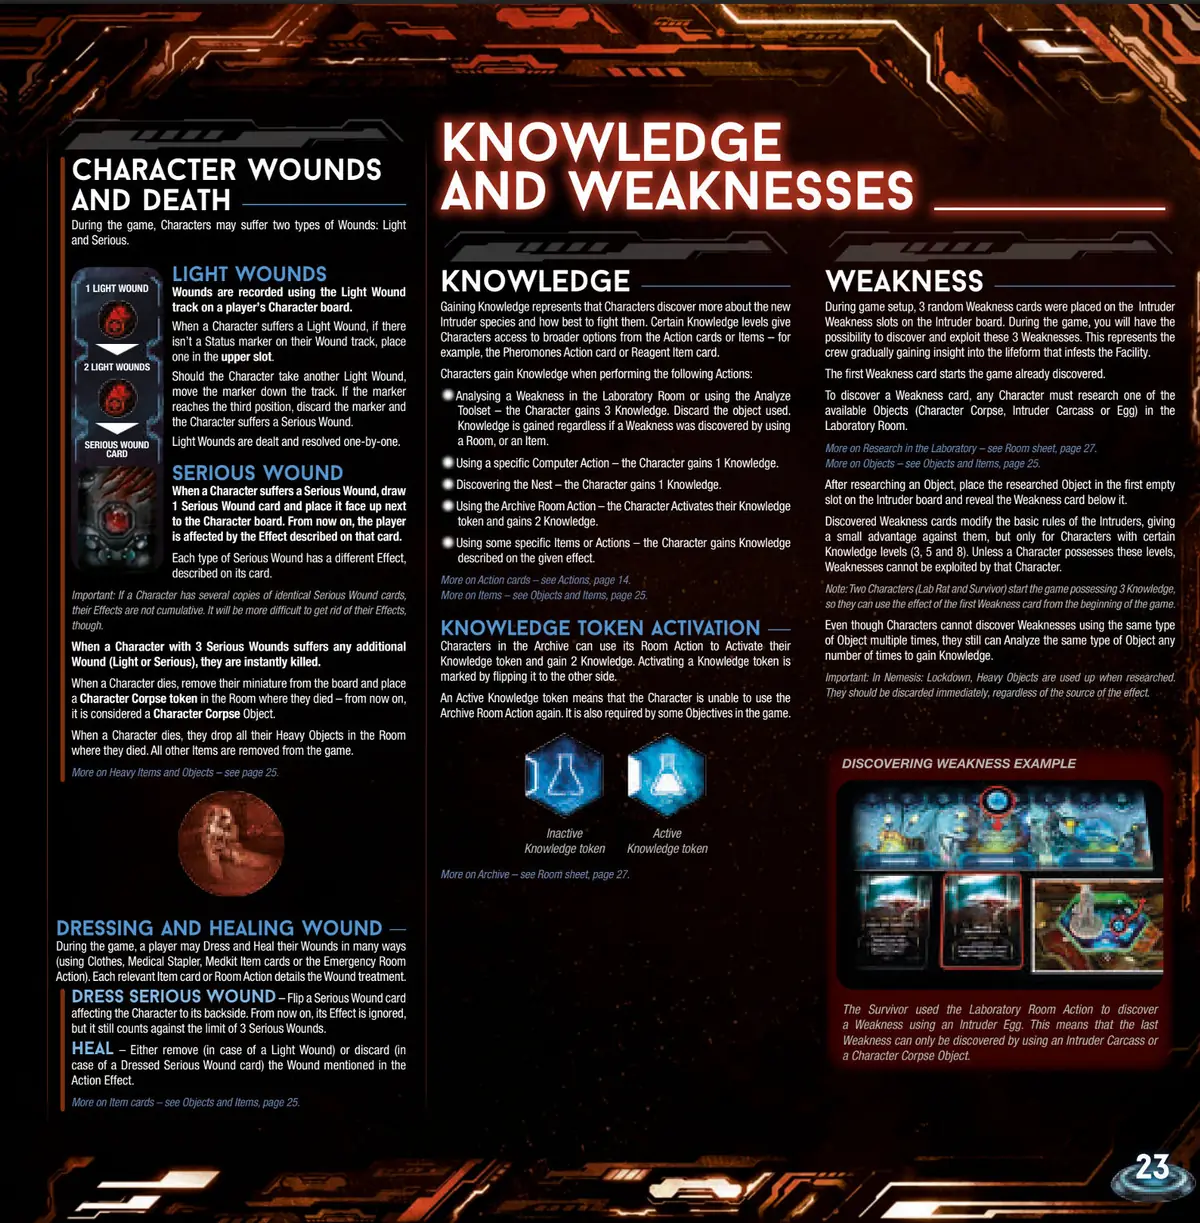 CHARACTER WOUNDS
AND DEATH
During the game, Characters may suffer two types of Wounds: Light
and Serious.
1 LIGHT WOUND
2 LIGHT WOUNDS
SERIOUS WOUND
CARD
LIGHT WOUNDS
Wounds are recorded using the Light Wound
track on a player's Character board.
When a Character suffers a Light Wound, if there
isn't a Status marker on their Wound track, place
one in the upper slot.
Should the Character take another Light Wound,
move the marker down the track. If the marker
reaches the third position, discard the marker and
the Character suffers a Serious Wound.
Light Wounds are dealt and resolved one-by-one.
SERIOUS WOUND
When a Character suffers a Serious Wound, draw
1 Serious Wound card and place it face up next
to the Character board. From now on, the player
is affected by the Effect described on that card.
Each type of Serious Wound has a different Effect,
described on its card.
Important: If a Character has several copies of identical Serious Wound cards,
their Effects are not cumulative. It will be more difficult to get rid of their Effects,
though.
When a Character with 3 Serious Wounds suffers any additional
Wound (Light or Serious), they are instantly killed.
When a Character dies, remove their miniature from the board and place
a Character Corpse token in the Room where they died – from now on,
it is considered a Character Corpse Object.
When a Character dies, they drop all their Heavy Objects in the Room
where they died. All other Items are removed from the game.
More on Heavy Items and Objects – see page 25.
DRESSING AND HEALING WOUND
During the game, a player may Dress and Heal their Wounds in many ways
(using Clothes, Medical Stapler, Medkit Item cards or the Emergency Room
Action). Each relevant Item card or Room Action details the Wound treatment.
DRESS SERIOUS WOUND – Flip a Serious Wound card
affecting the Character to its backside. From now on, its Effect is ignored,
but it still counts against the limit of 3 Serious Wounds.
HEAL – Either remove (in case of a Light Wound) or discard (in
case of a Dressed Serious Wound card) the Wound mentioned in the
Action Effect.
More on Item cards – see Objects and Items, page 25.
KNOWLEDGE
AND WEAKNESSES
KNOWLEDGE
Gaining Knowledge represents that Characters discover more about the new
Intruder species and how best to fight them. Certain Knowledge levels give
Characters access to broader options from the Action cards or Items – for
example, the Pheromones Action card or Reagent Item card.
Characters gain Knowledge when performing the following Actions:
Analysing a Weakness in the Laboratory Room or using the Analyze
Toolset – the Character gains 3 Knowledge. Discard the object used.
Knowledge is gained regardless if a Weakness was discovered by using
a Room, or an Item.
Using a specific Computer Action – the Character gains 1 Knowledge.
Discovering the Nest – the Character gains 1 Knowledge.
Using the Archive Room Action – the Character Activates their Knowledge
token and gains 2 Knowledge.
Using some specific Items or Actions – the Character gains Knowledge
described on the given effect.
More on Action cards – see Actions, page 14.
More on Items – see Objects and Items, page 25.
KNOWLEDGE TOKEN ACTIVATION
Characters in the Archive can use its Room Action to Activate their
Knowledge token and gain 2 Knowledge. Activating a Knowledge token is
marked by flipping it to the other side.
An Active Knowledge token means that the Character is unable to use the
Archive Room Action again. It is also required by some Objectives in the game.
Inactive
Knowledge token
Active
Knowledge token
More on Archive – see Room sheet, page 27.
WEAKNESS
During game setup, 3 random Weakness cards were placed on the Intruder
Weakness slots on the Intruder board. During the game, you will have the
possibility to discover and exploit these 3 Weaknesses. This represents the
crew gradually gaining insight into the lifeform that infests the Facility.
The first Weakness card starts the game already discovered.
To discover a Weakness card, any Character must research one of the
available Objects (Character Corpse, Intruder Carcass or Egg) in the
Laboratory Room.
More on Research in the Laboratory – see Room sheet, page 27.
More on Objects – see Objects and Items, page 25.
After researching an Object, place the researched Object in the first empty
slot on the Intruder board and reveal the Weakness card below it.
Discovered Weakness cards modify the basic rules of the Intruders, giving
a small advantage against them, but only for Characters with certain
Knowledge levels (3, 5 and 8). Unless a Character possesses these levels,
Weaknesses cannot be exploited by that Character.
Note: Two Characters (Lab Rat and Survivor) start the game possessing 3 Knowledge,
so they can use the effect of the first Weakness card from the beginning of the game.
Even though Characters cannot discover Weaknesses using the same type
of Object multiple times, they still can Analyze the same type of Object any
number of times to gain Knowledge.
Important: In Nemesis: Lockdown, Heavy Objects are used up when researched.
They should be discarded immediately, regardless of the source of the effect.
DISCOVERING WEAKNESS EXAMPLE
The Survivor used the Laboratory Room Action to discover
a Weakness using an Intruder Egg. This means that the last
Weakness can only be discovered by using an Intruder Carcass or
a Character Corpse Object.
23